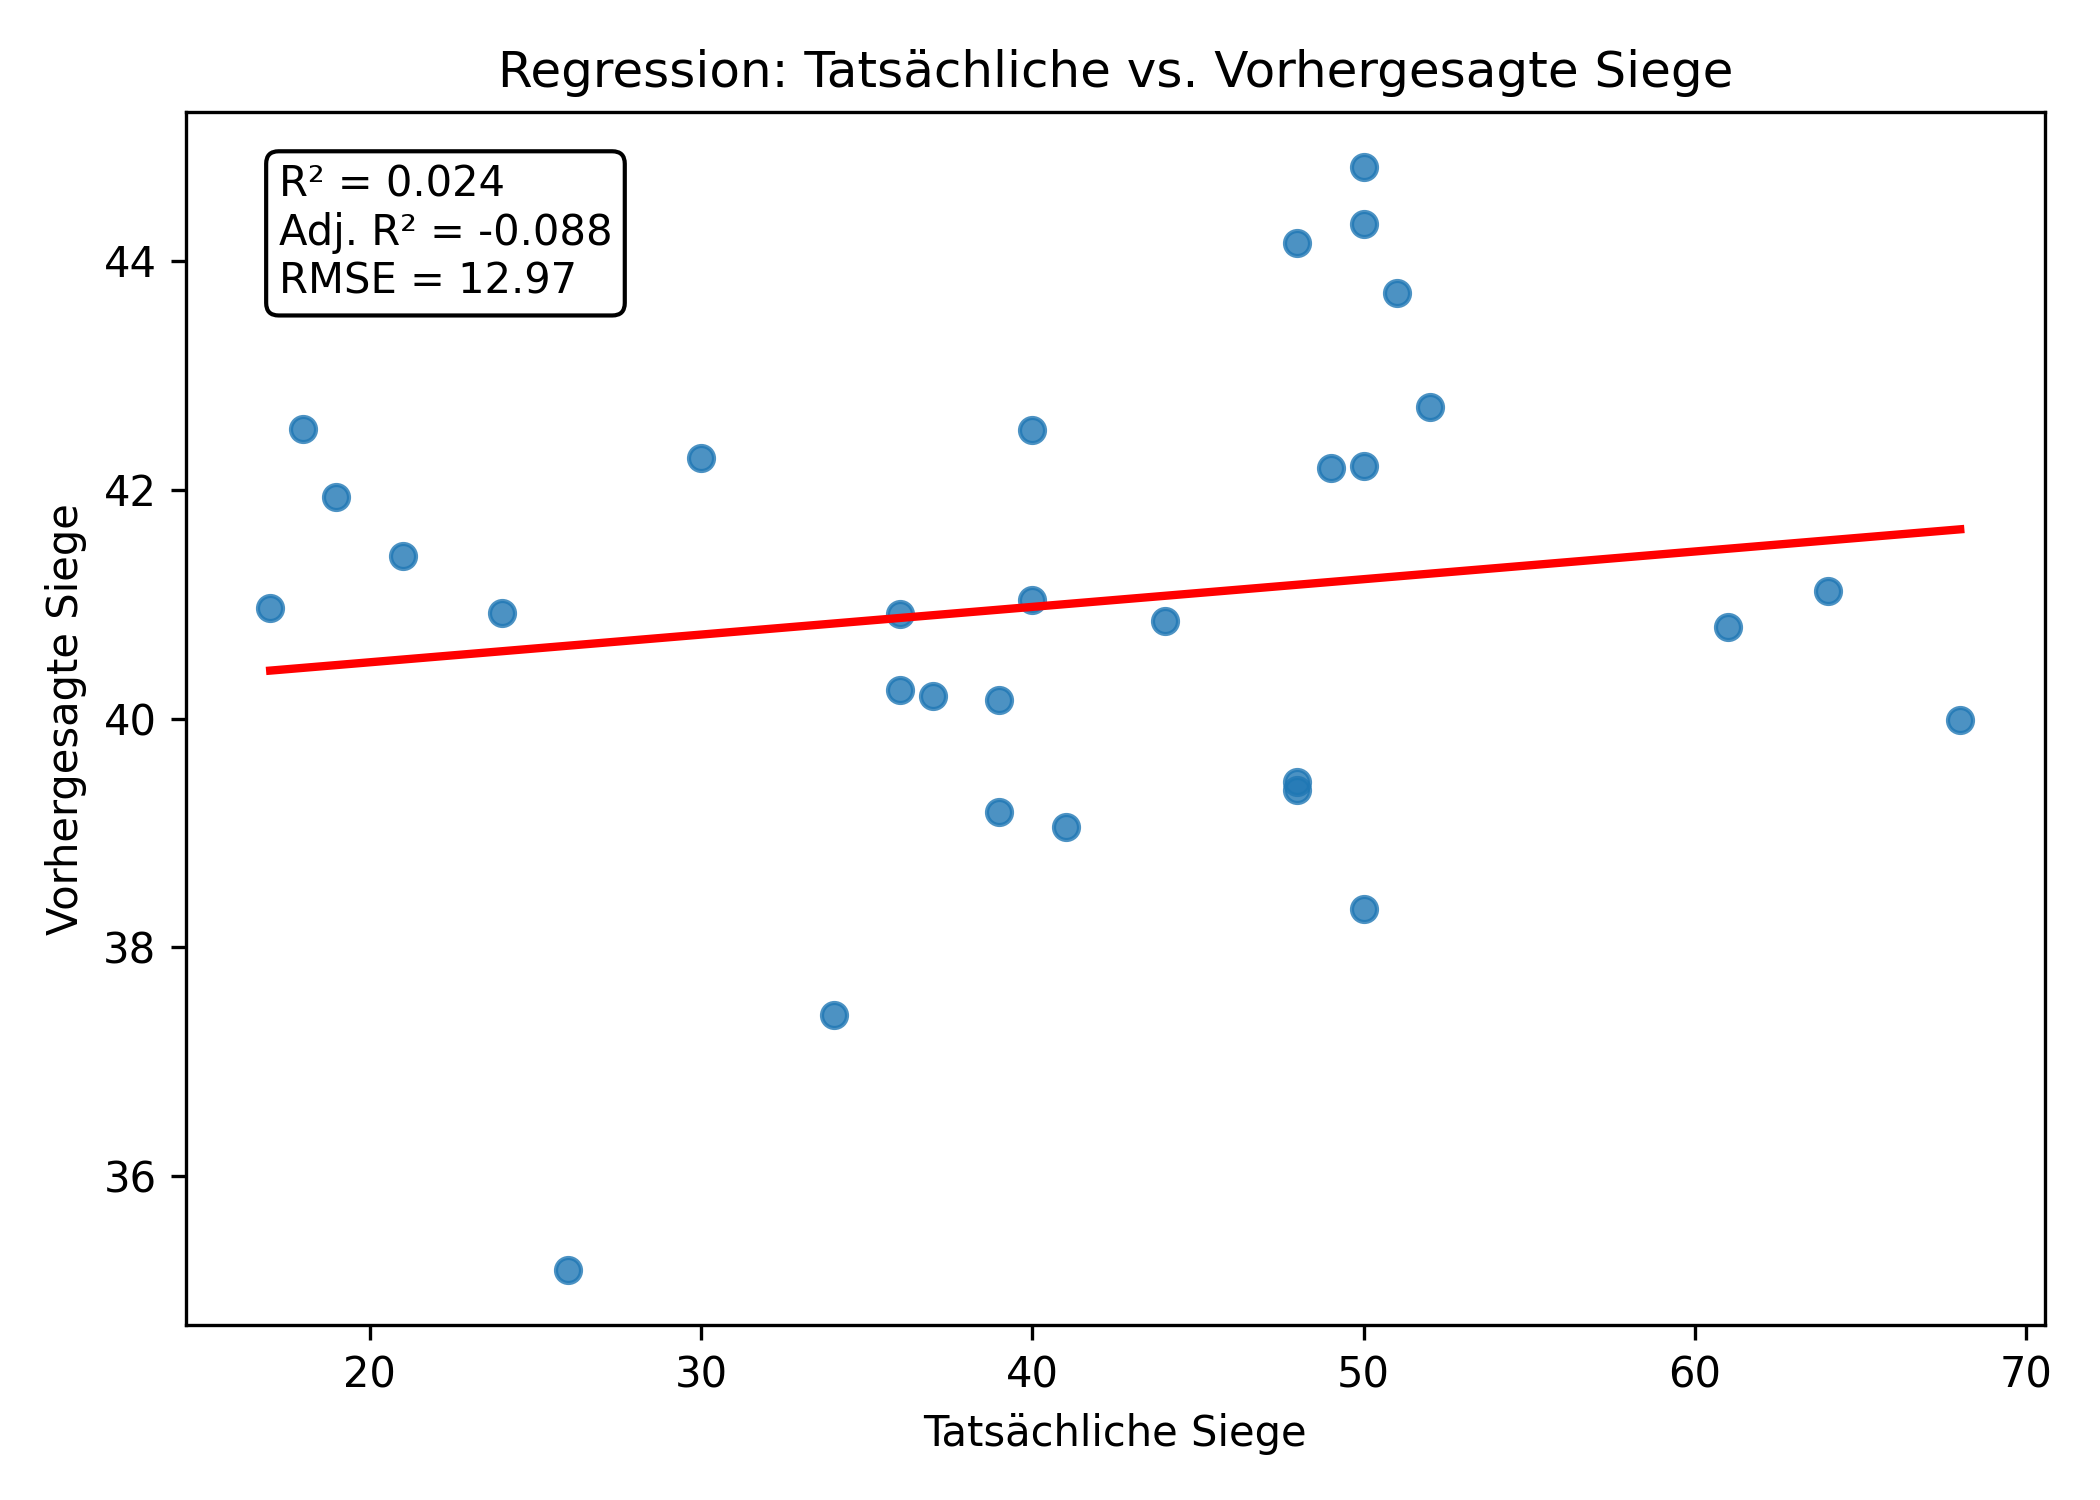 Regression: Tatsächliche vs. Vorhergesagte Siege
R² = 0.024
Adj. R² = -0.088
RMSE = 12.97
Vorhergesagte Siege
44
42
40
38
36
20 30 40 50 60 70
Tatsächliche Siege